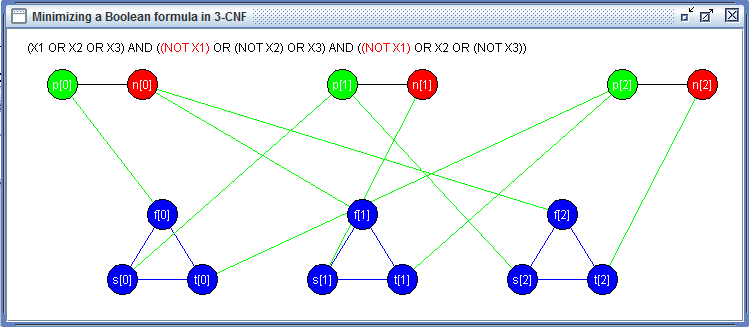 Minimizing a Boolean formula in 3-CNF
(X1 OR X2 OR X3) AND ((NOT X1) OR (NOT X2) OR X3) AND ((NOT X1) OR X2 OR (NOT X3))
p[0] n[0] p[1] n[1] p[2] n[2]
f[0] f[1] f[2]
s[0] t[0] s[1] t[1] s[2] t[2]